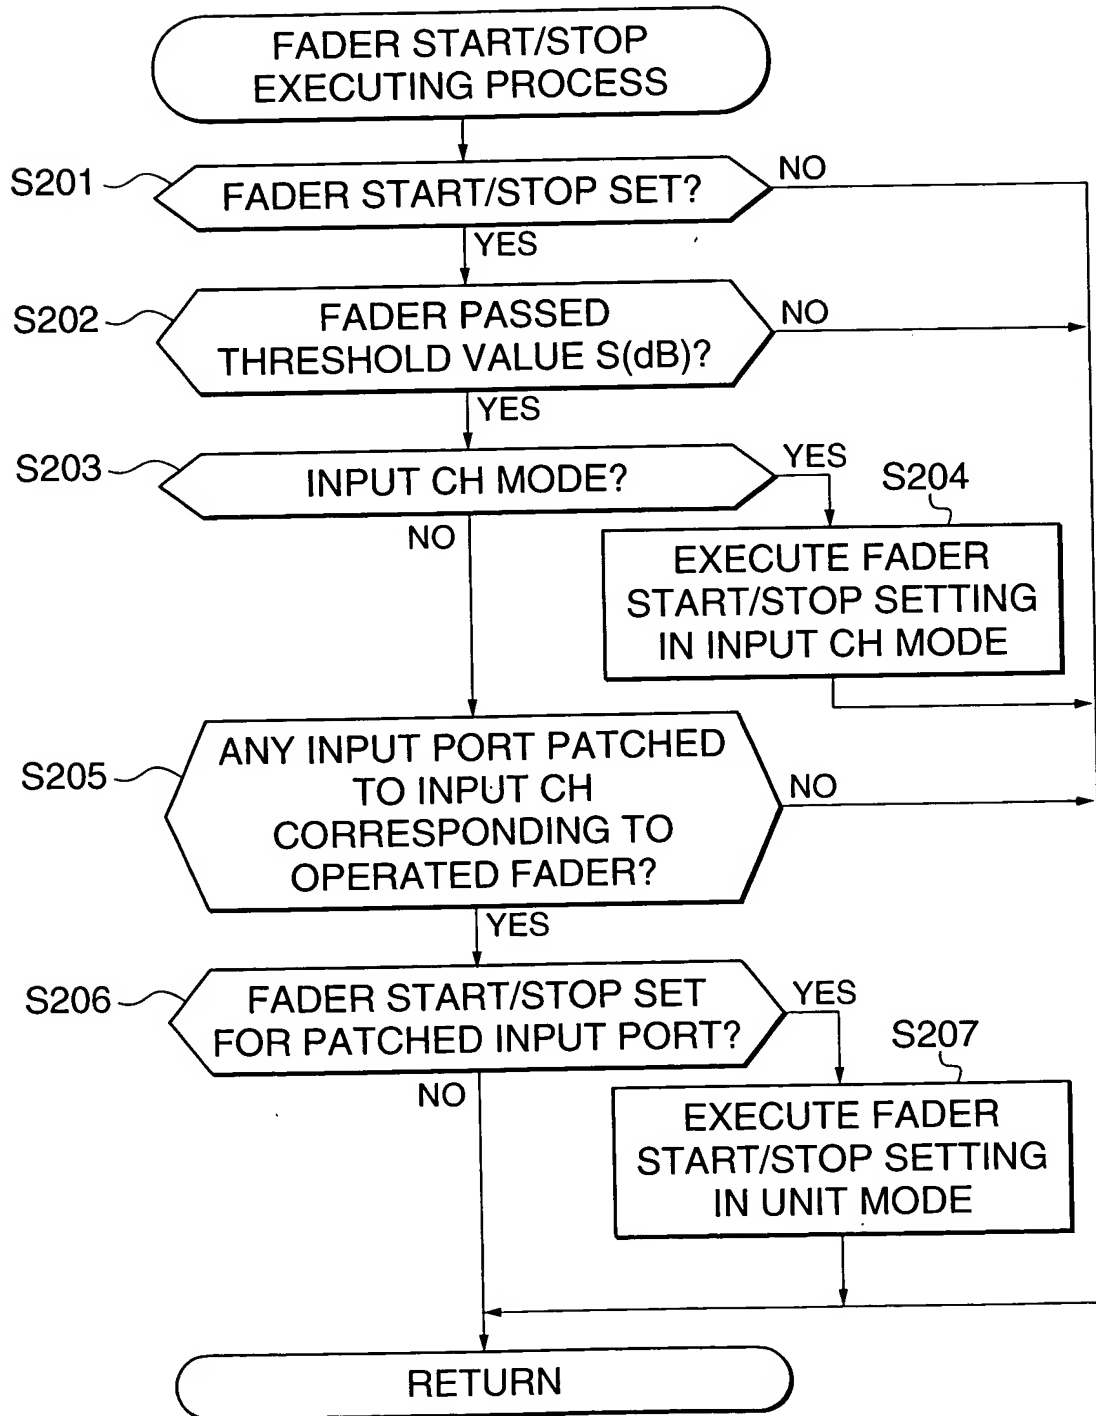 FADER START/STOP
EXECUTING PROCESS
S201
FADER START/STOP SET?
NO
YES
S202
FADER PASSED
THRESHOLD VALUE S(dB)?
NO
YES
S203
INPUT CH MODE?
YES
NO
S204
EXECUTE FADER
START/STOP SETTING
IN INPUT CH MODE
S205
ANY INPUT PORT PATCHED
TO INPUT CH
CORRESPONDING TO
OPERATED FADER?
NO
YES
S206
FADER START/STOP SET
FOR PATCHED INPUT PORT?
YES
NO
S207
EXECUTE FADER
START/STOP SETTING
IN UNIT MODE
RETURN